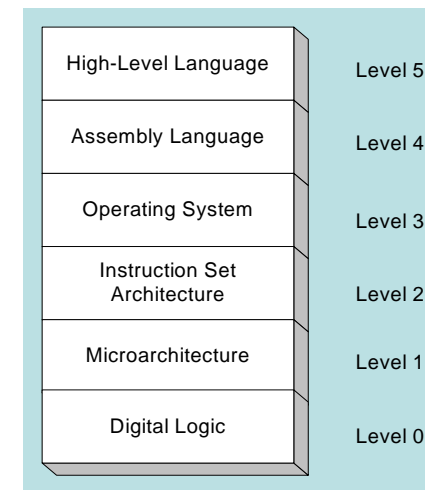 High-Level Language Level 5
Assembly Language Level 4
Operating System Level 3
Instruction Set
Architecture Level 2
Microarchitecture Level 1
Digital Logic Level 0